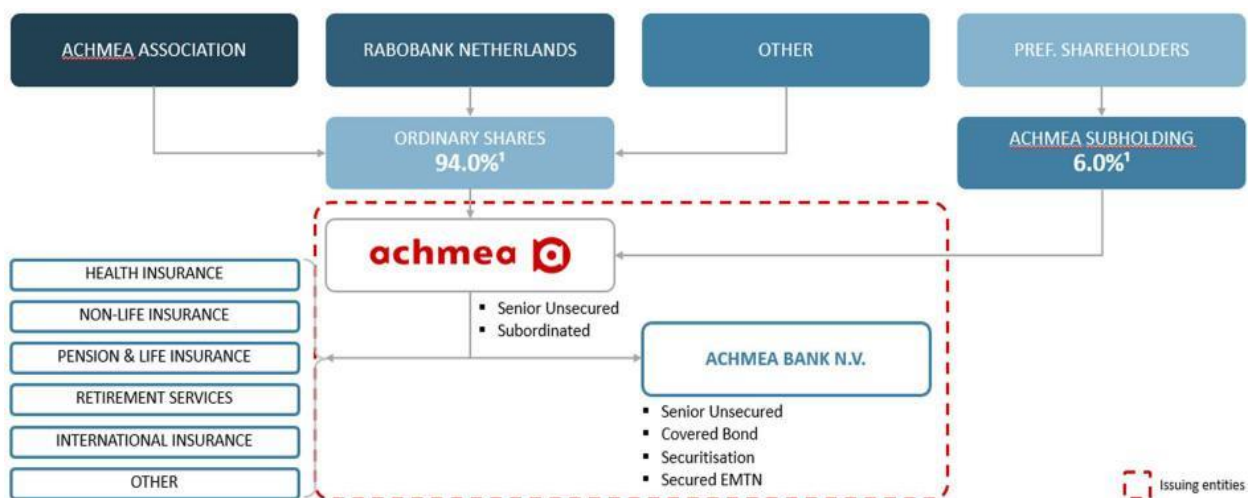 ACHMEA ASSOCIATION
RABOBANK NETHERLANDS
OTHER
PREF. SHAREHOLDERS
ORDINARY SHARES
94.0%¹
ACHMEA SUBHOLDING
6.0%¹
achmea
HEALTH INSURANCE
NON-LIFE INSURANCE
PENSION & LIFE INSURANCE
RETIREMENT SERVICES
INTERNATIONAL INSURANCE
OTHER
▪ Senior Unsecured
▪ Subordinated
ACHMEA BANK N.V.
▪ Senior Unsecured
▪ Covered Bond
▪ Securitisation
▪ Secured EMTN
Issuing entities